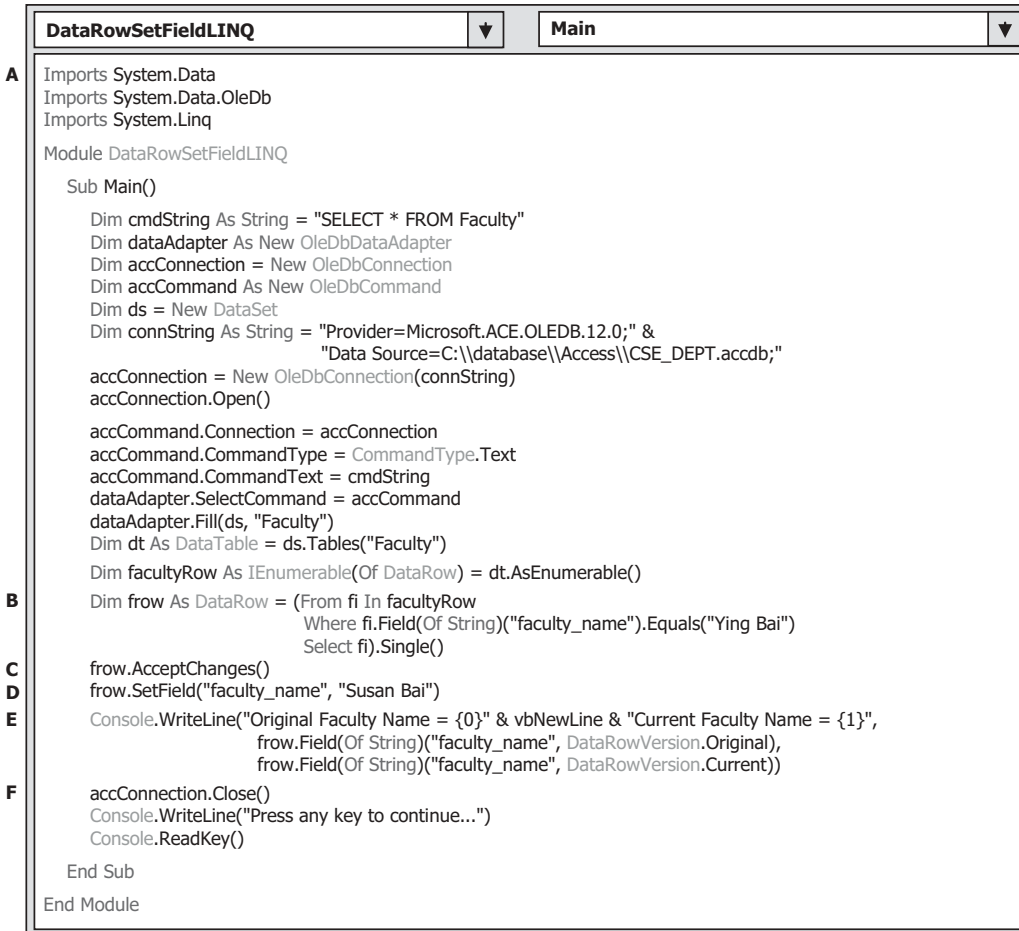 DataRowSetFieldLINQ Main
A Imports System.Data
Imports System.Data.OleDb
Imports System.Linq
Module DataRowSetFieldLINQ
Sub Main()
Dim cmdString As String = "SELECT * FROM Faculty"
Dim dataAdapter As New OleDbDataAdapter
Dim accConnection = New OleDbConnection
Dim accCommand As New OleDbCommand
Dim ds = New DataSet
Dim connString As String = "Provider=Microsoft.ACE.OLEDB.12.0;" &
"Data Source=C:\\database\\Access\\CSE_DEPT.accdb;"
accConnection = New OleDbConnection(connString)
accConnection.Open()
accCommand.Connection = accConnection
accCommand.CommandType = CommandType.Text
accCommand.CommandText = cmdString
dataAdapter.SelectCommand = accCommand
dataAdapter.Fill(ds, "Faculty")
Dim dt As DataTable = ds.Tables("Faculty")
Dim facultyRow As IEnumerable(Of DataRow) = dt.AsEnumerable()
B Dim frow As DataRow = (From fi In facultyRow
Where fi.Field(Of String)("faculty_name").Equals("Ying Bai")
Select fi).Single()
C frow.AcceptChanges()
D frow.SetField("faculty_name", "Susan Bai")
E Console.WriteLine("Original Faculty Name = {0}" & vbNewLine & "Current Faculty Name = {1}",
frow.Field(Of String)("faculty_name", DataRowVersion.Original),
frow.Field(Of String)("faculty_name", DataRowVersion.Current))
F accConnection.Close()
Console.WriteLine("Press any key to continue...")
Console.ReadKey()
End Sub
End Module